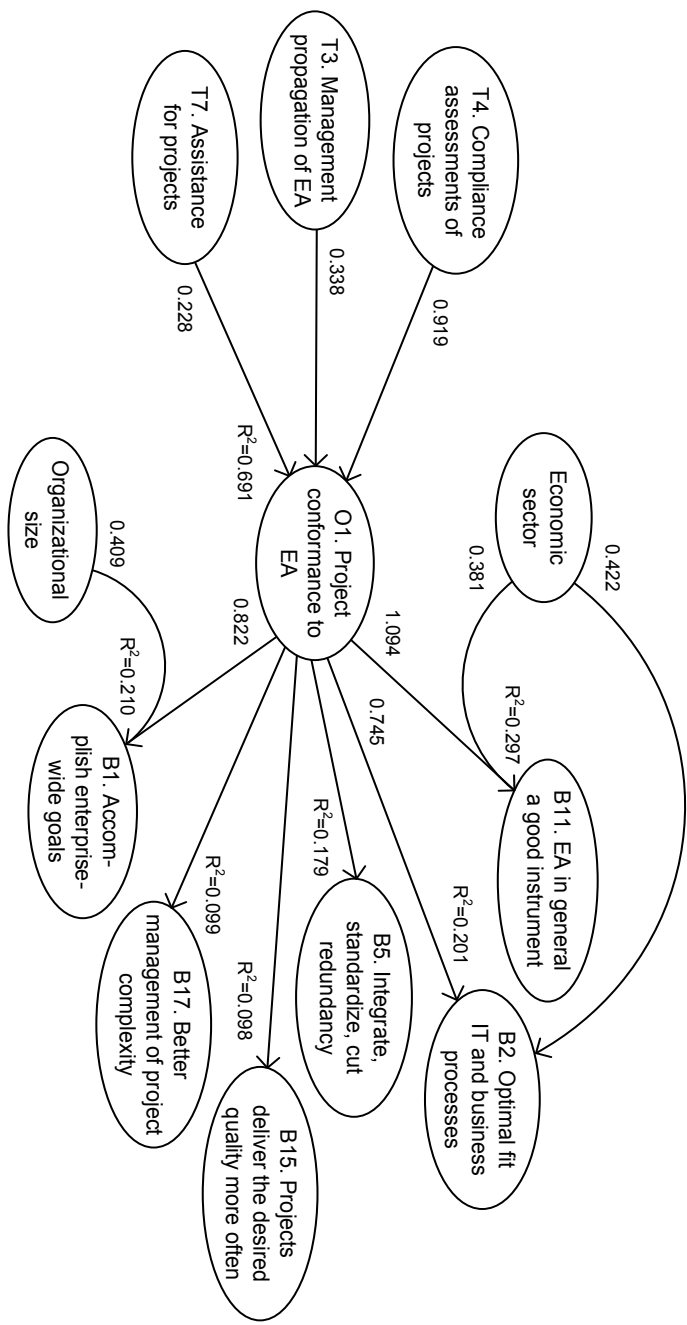 T4. Compliance
assessments of
projects
T3. Management
propagation of EA
T7. Assistance
for projects
0.919
0.338
0.228
Economic
sector
0.422
0.381
O1. Project
conformance to
EA
R²=0.691
Organizational
size
0.409
1.094
0.745
0.822
R²=0.297
B11. EA in general
a good instrument
R²=0.201
B2. Optimal fit
IT and business
processes
R²=0.179
B5. Integrate,
standardize, cut
redundancy
R²=0.098
B15. Projects
deliver the desired
quality more often
R²=0.099
B17. Better
management of project
complexity
R²=0.210
B1. Accom-
plish enterprise-
wide goals